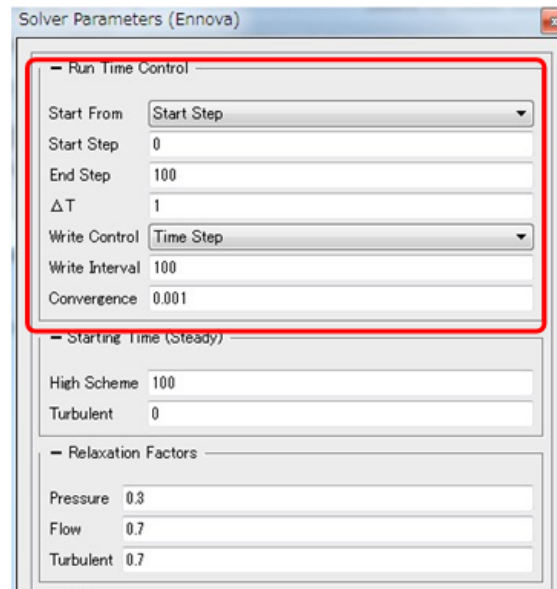 Solver Parameters (Ennova)
Run Time Control
Start From Start Step
Start Step 0
End Step 100
ΔT 1
Write Control Time Step
Write Interval 100
Convergence 0.001
Starting Time (Steady)
High Scheme 100
Turbulent 0
Relaxation Factors
Pressure 0.3
Flow 0.7
Turbulent 0.7